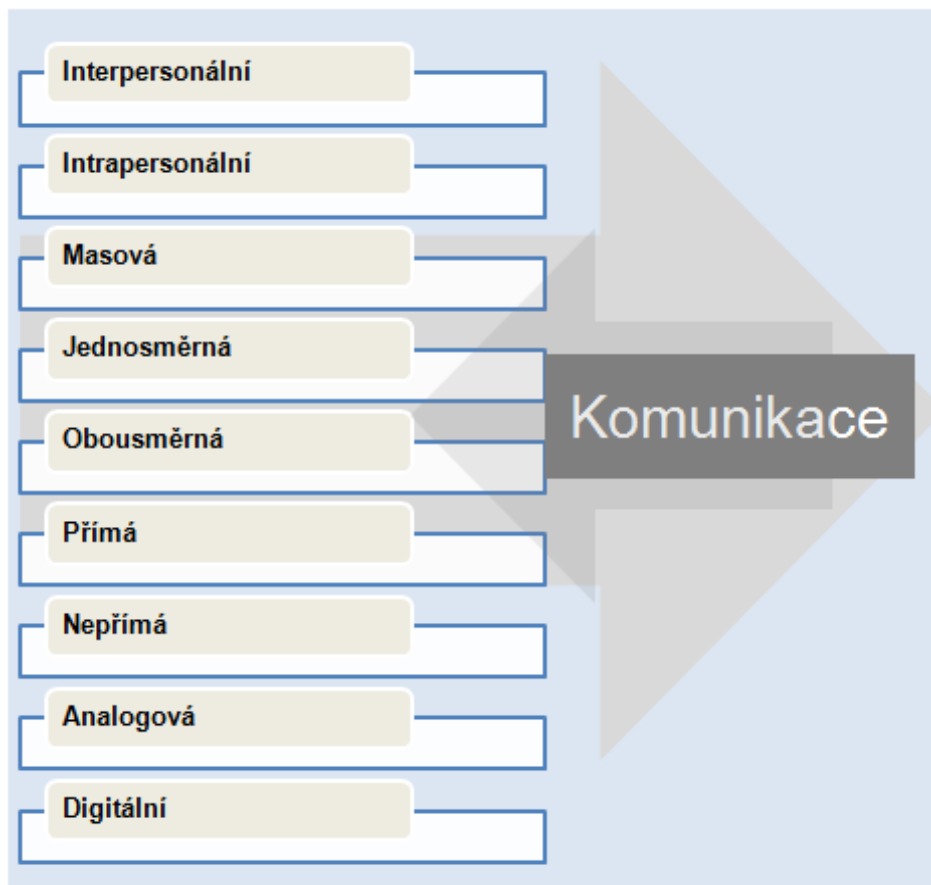 Interpersonální
Intrapersonální
Masová
Jednosměrná
Obousměrná
Přímá
Nepřímá
Analogová
Digitální
Komunikace